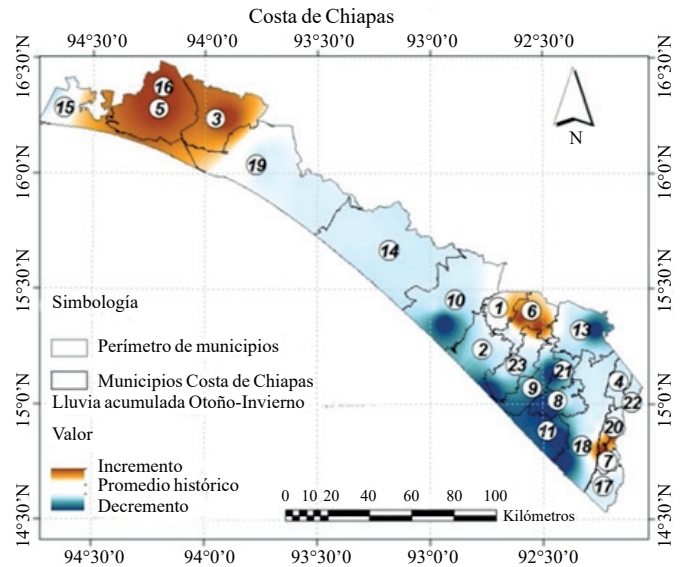 Costa de Chiapas
94°30'0 94°0'0 93°30'0 93°0'0 92°30'0
16°30'N 16°30'N
16
15 5 3
N
19
16°0'N 16°0'N
14
15°30'N 15°30'N
10 1 6
Simbología
13
Perímetro de municipios
2
23 21
Municipios Costa de Chiapas
4
9
Lluvia acumulada Otoño-Invierno
15°0'N 8 22 15°0'N
Valor
11 20
18
Incremento
7
Promedio histórico
17
Decremento
0 10 20 40 60 80 100
Kilómetros
14°30'N 14°30'N
94°30'0 94°0'0 93°30'0 93°0'0 92°30'0